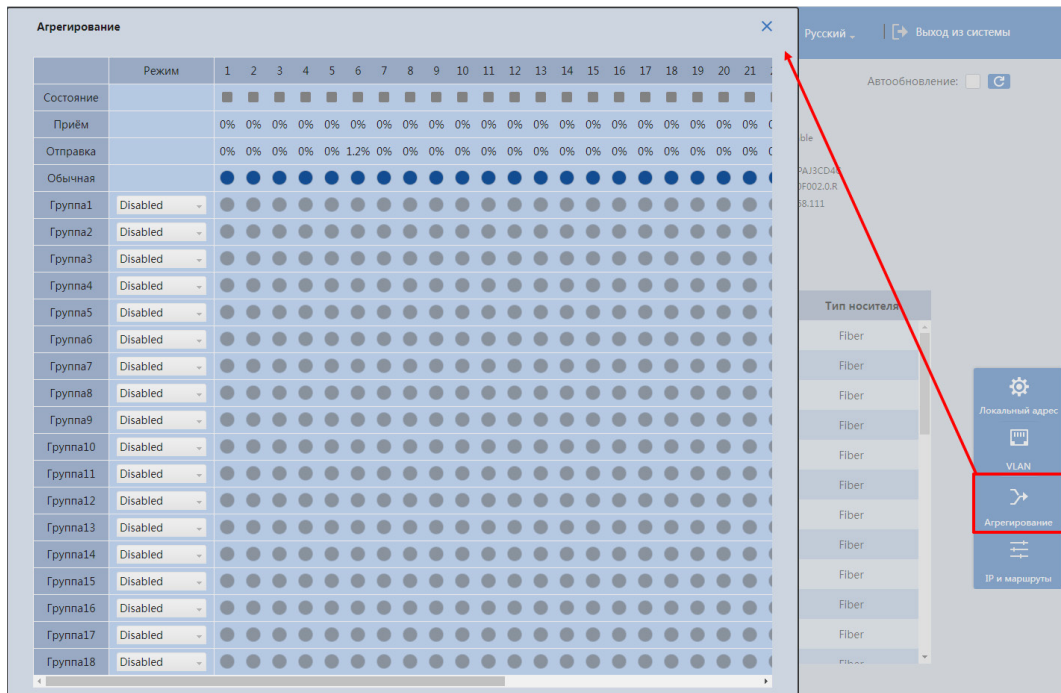 Агрегирование
Русский
Выход из системы
Режим 1 2 3 4 5 6 7 8 9 10 11 12 13 14 15 16 17 18 19 20 21
Автообновление:
Состояние
Приём 0% 0% 0% 0% 0% 0% 0% 0% 0% 0% 0% 0% 0% 0% 0% 0% 0% 0% 0% 0% 0%
Отправка 0% 0% 0% 0% 0% 1.2% 0% 0% 0% 0% 0% 0% 0% 0% 0% 0% 0% 0% 0% 0% 0%
Обычная
Группа1 Disabled
Группа2 Disabled
Группа3 Disabled
Группа4 Disabled
Группа5 Disabled
Группа6 Disabled
Группа7 Disabled
Группа8 Disabled
Группа9 Disabled
Группа10 Disabled
Группа11 Disabled
Группа12 Disabled
Группа13 Disabled
Группа14 Disabled
Группа15 Disabled
Группа16 Disabled
Группа17 Disabled
Группа18 Disabled
ble
0F002.0.R
58.111
Тип носителя
Fiber
Fiber
Fiber
Fiber
Fiber
Fiber
Fiber
Fiber
Fiber
Fiber
Fiber
Fiber
Локальный адрес
VLAN
Агрегирование
IP и маршруты